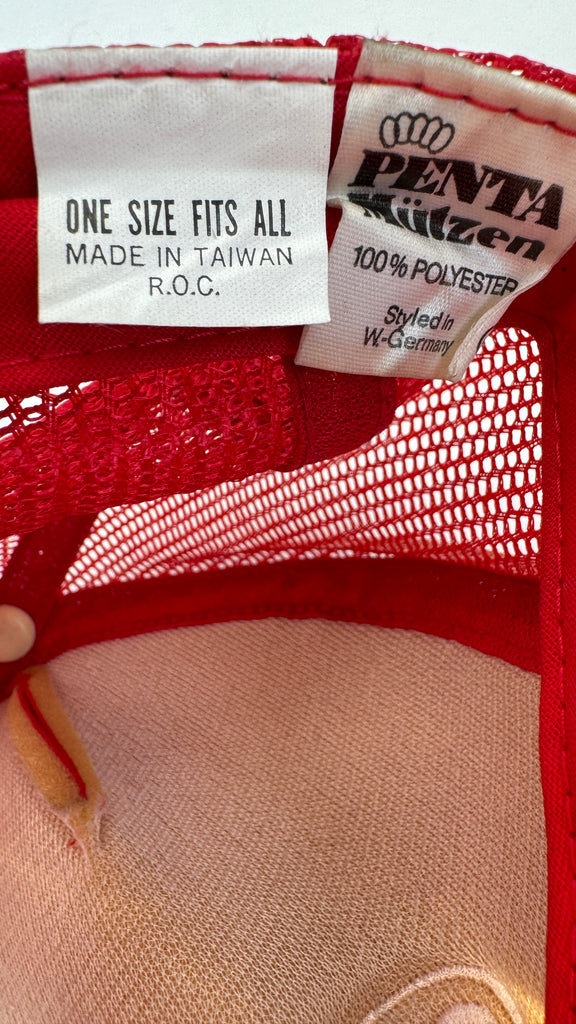 ONE SIZE FITS ALL
MADE IN TAIWAN
R.O.C.
PENTA
Mützen
100% POLYESTER
Styled in
W.-Germany